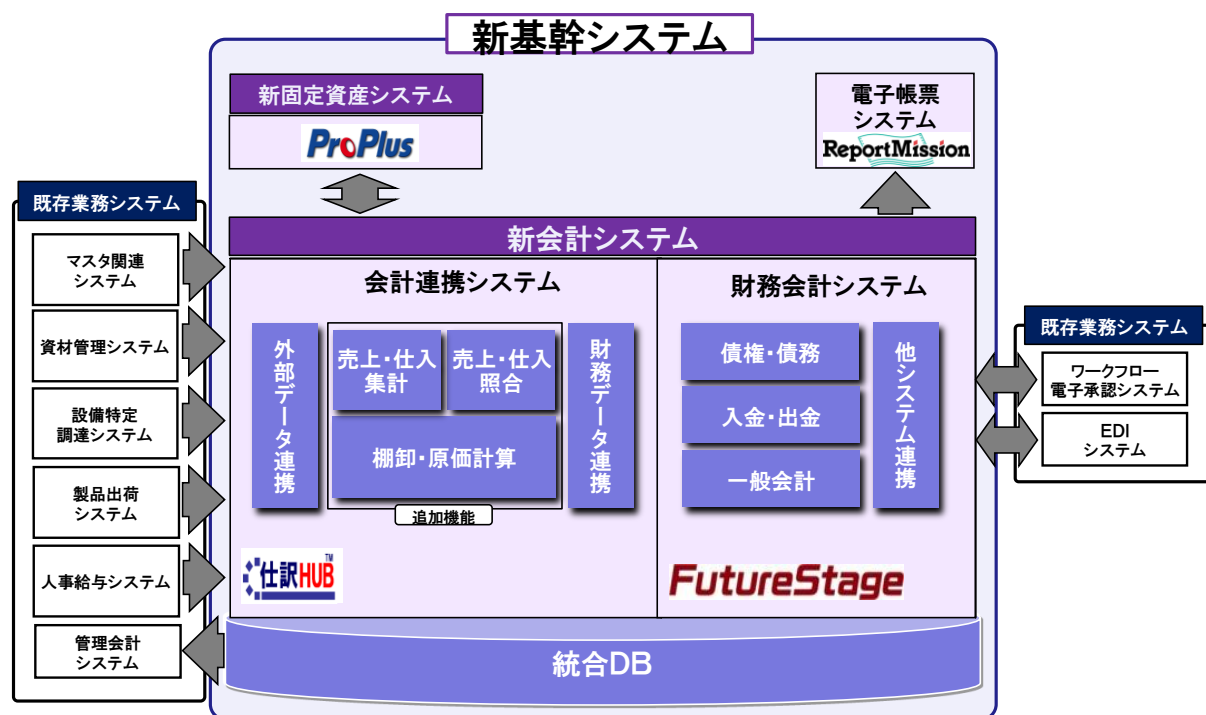 新基幹システム
新固定資産システム
ProPlus
電子帳票
システム
ReportMission
既存業務システム
マスタ関連
システム
資材管理システム
設備特定
調達システム
製品出荷
システム
人事給与システム
管理会計
システム
新会計システム
会計連携システム
外部データ連携
売上・仕入
集計
売上・仕入
照合
棚卸・原価計算
追加機能
財務データ連携
仕訳HUB
TM
財務会計システム
債権・債務
入金・出金
一般会計
他システム連携
FutureStage
既存業務システム
ワークフロー
電子承認システム
EDI
システム
統合DB